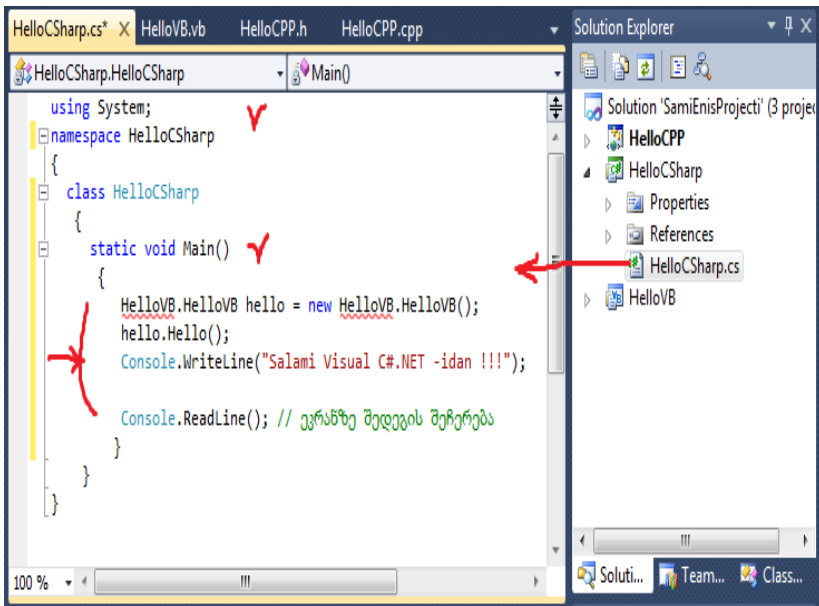 HelloCSharp.cs* X HelloVB.vb HelloCPP.h HelloCPP.cpp
HelloCSharp.HelloCSharp Main()
using System;
namespace HelloCSharp
{
class HelloCSharp
{
static void Main()
{
HelloVB.HelloVB hello = new HelloVB.HelloVB();
hello.Hello();
Console.WriteLine("Salami Visual C#.NET -idan !!!");
Console.ReadLine(); // ეკრანზე შედეგის შეჩერება
}
}
}
100 %
Solution Explorer
Solution 'SamiEnisProjecti' (3 projec
HelloCPP
HelloCSharp
Properties
References
HelloCSharp.cs
HelloVB
Soluti... Team... Class...